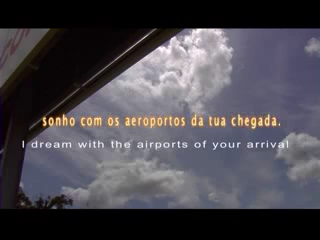 sonho com os aeroportos da tua chegada.
I dream with the airports of your arrival